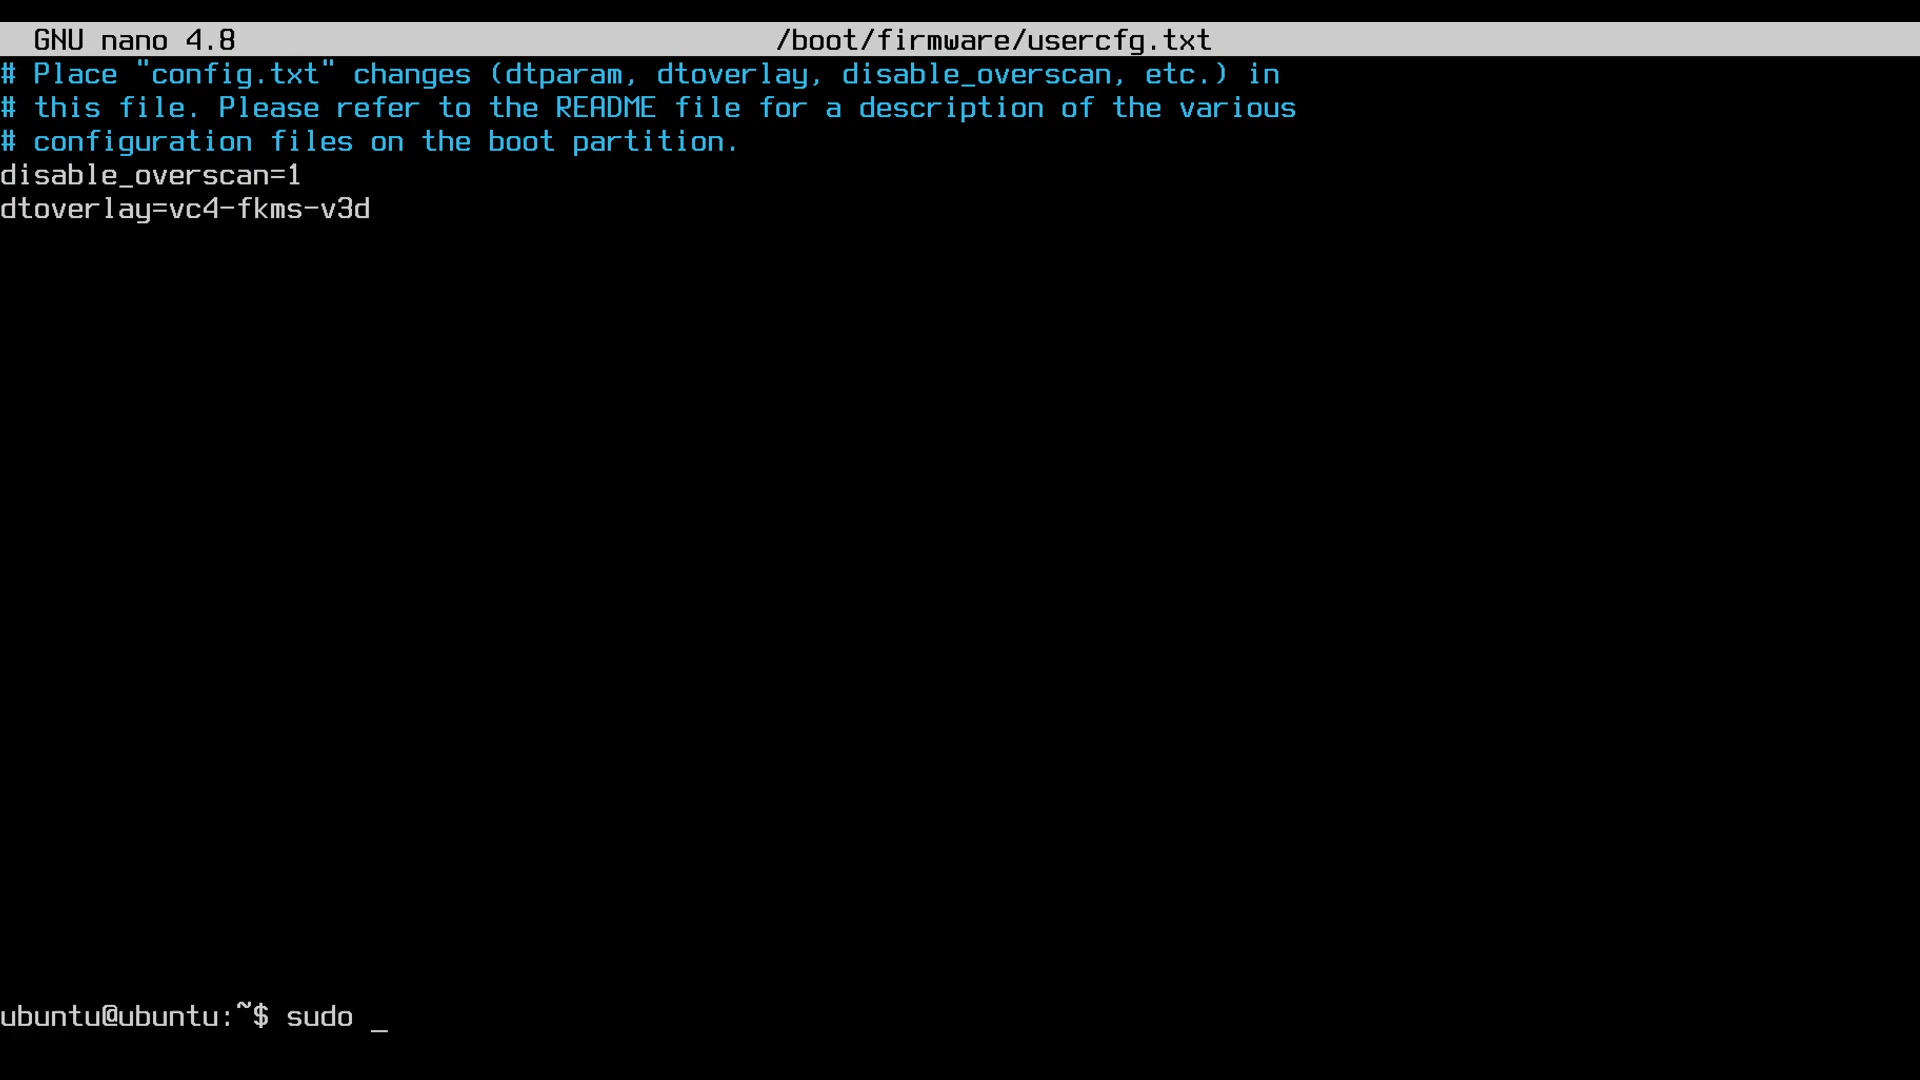 GNU nano 4.8 /boot/firmware/usercfg.txt
# Place "config.txt" changes (dtparam, dtoverlay, disable_overscan, etc.) in
# this file. Please refer to the README file for a description of the various
# configuration files on the boot partition.
disable_overscan=1
dtoverlay=vc4-fkms-v3d
ubuntu@ubuntu:~$ sudo _